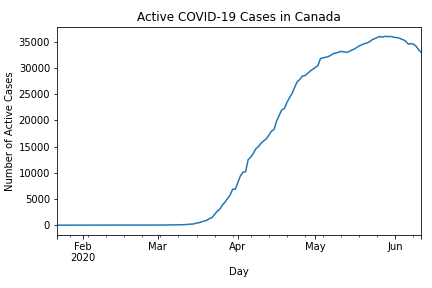 Active COVID-19 Cases in Canada
Number of Active Cases
35000
30000
25000
20000
15000
10000
5000
0
Feb Mar Apr May Jun
2020
Day